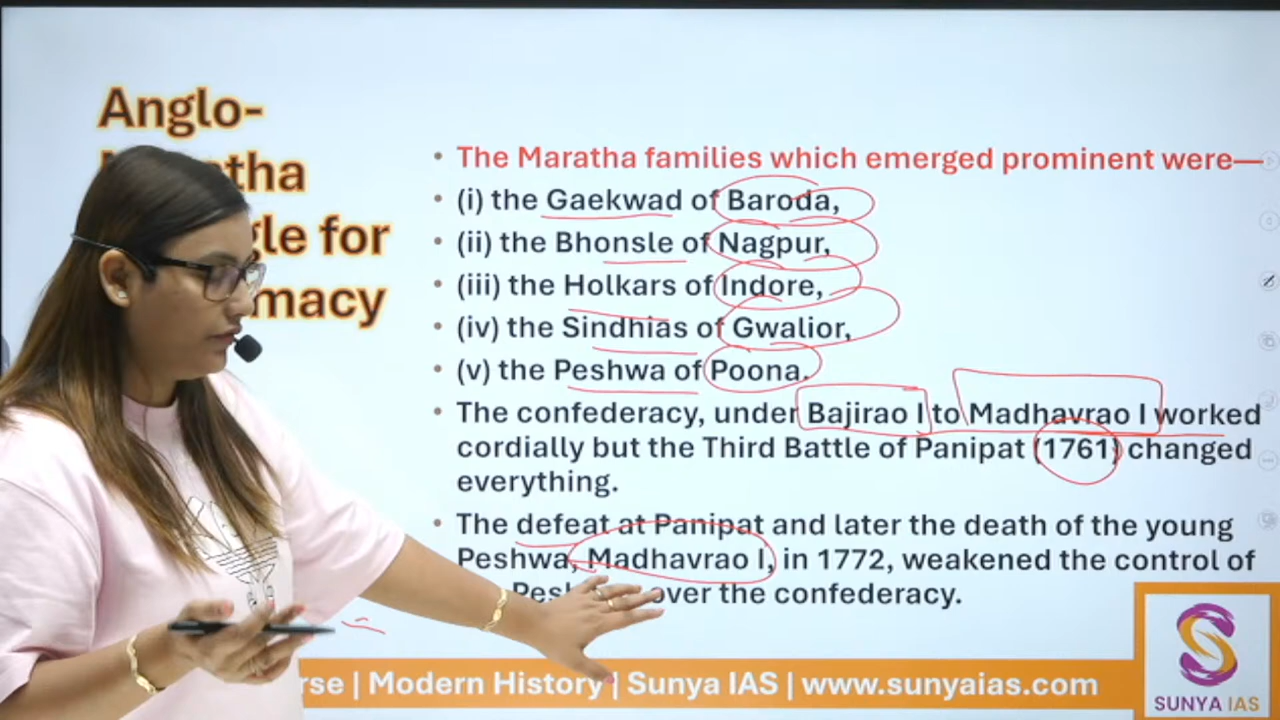 Anglo-
tha
gle for
macy
• The Maratha families which emerged prominent were—
• (i) the Gaekwad of Baroda,
• (ii) the Bhonsle of Nagpur,
• (iii) the Holkars of Indore,
• (iv) the Sindhias of Gwalior,
• (v) the Peshwa of Poona.
• The confederacy, under Bajirao I to Madhavrao I worked
cordially but the Third Battle of Panipat (1761) changed
everything.
• The defeat at Panipat and later the death of the young
Peshwa, Madhavrao I, in 1772, weakened the control of
over the confederacy.
rse | Modern History | Sunya IAS | www.sunyaias.com
SUNYA IAS